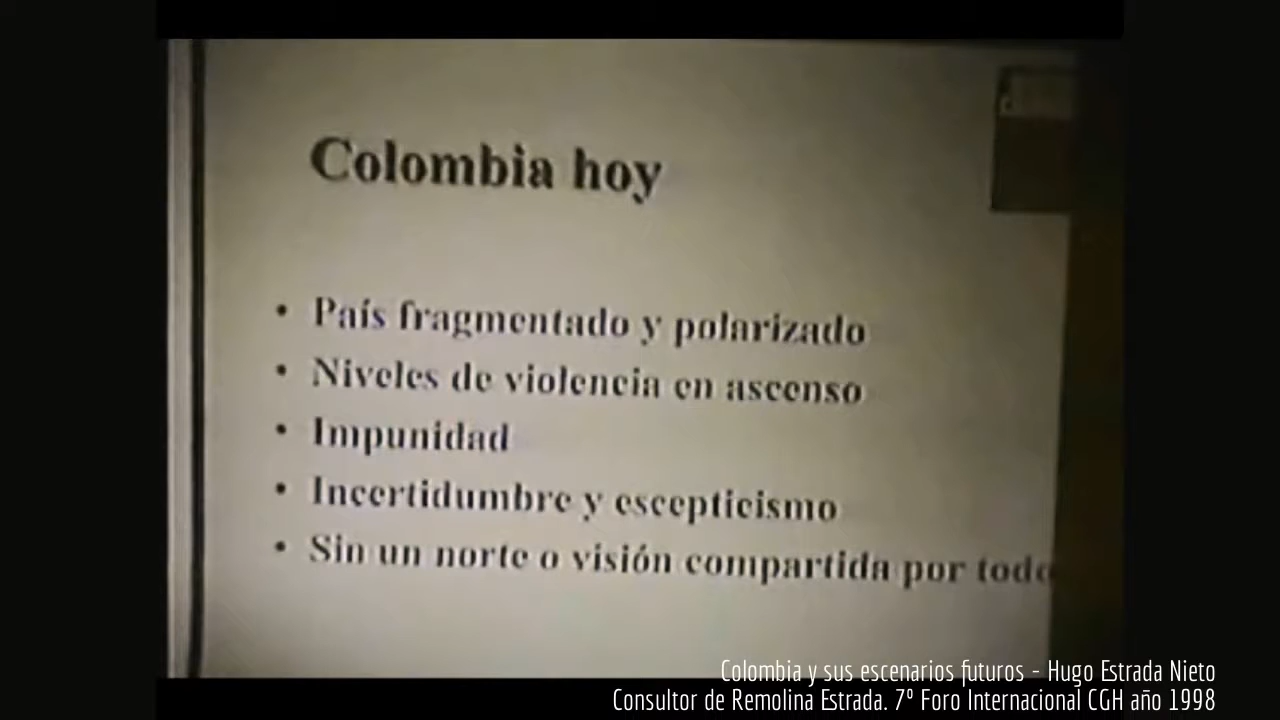 Colombia hoy
• País fragmentado y polarizado
• Niveles de violencia en ascenso
• Impunidad
• Incertidumbre y escepticismo
• Sin un norte o visión compartida por todo
Colombia y sus escenarios futuros - Hugo Estrada Nieto
Consultor de Remolina Estrada. 7º Foro Internacional CGH año 1998